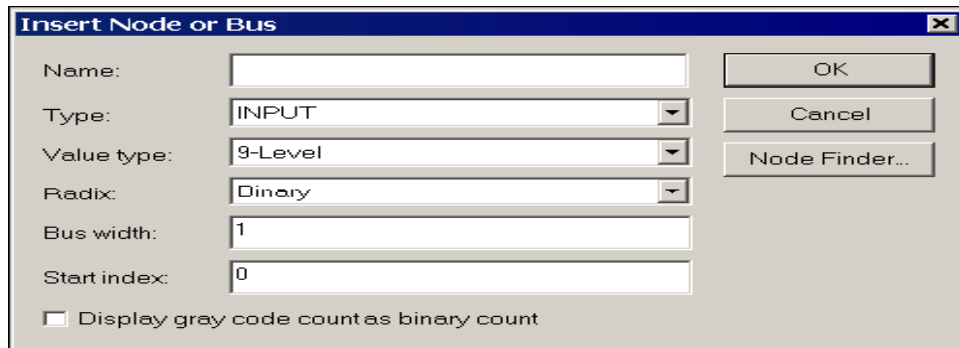 Insert Node or Bus
Name:
OK
Type:
INPUT
Cancel
Value type:
9-Level
Node Finder...
Radix:
Dinary
Bus width:
1
Start index:
0
Display gray code count as binary count